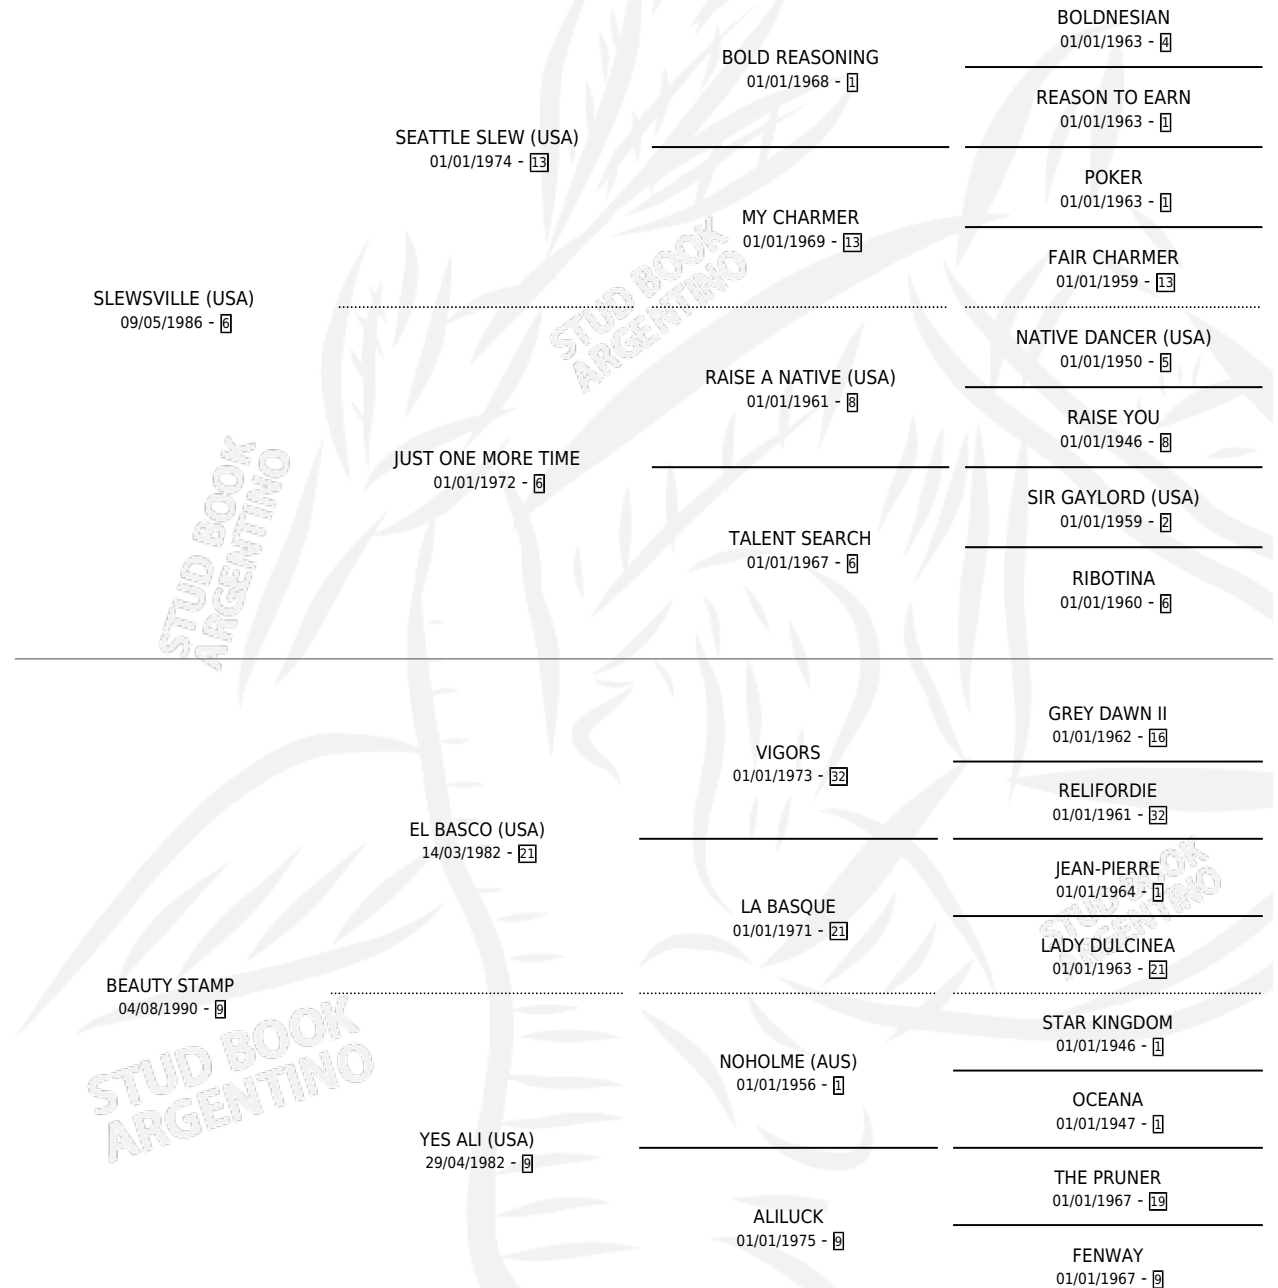 BOLDNESIAN
01/01/1963 - 4
BOLD REASONING
01/01/1968 - 1
REASON TO EARN
01/01/1963 - 1
SEATTLE SLEW (USA)
01/01/1974 - 13
POKER
01/01/1963 - 1
MY CHARMER
01/01/1969 - 13
FAIR CHARMER
01/01/1959 - 13
SLEWSVILLE (USA)
09/05/1986 - 6
NATIVE DANCER (USA)
01/01/1950 - 5
RAISE A NATIVE (USA)
01/01/1961 - 8
RAISE YOU
01/01/1946 - 8
JUST ONE MORE TIME
01/01/1972 - 6
SIR GAYLORD (USA)
01/01/1959 - 2
TALENT SEARCH
01/01/1967 - 6
RIBOTINA
01/01/1960 - 6
GREY DAWN II
01/01/1962 - 16
VIGORS
01/01/1973 - 32
RELIFORDIE
01/01/1961 - 32
EL BASCO (USA)
14/03/1982 - 21
JEAN-PIERRE
01/01/1964 - 1
LA BASQUE
01/01/1971 - 21
LADY DULCINEA
01/01/1963 - 21
BEAUTY STAMP
04/08/1990 - 9
STAR KINGDOM
01/01/1946 - 1
NOHOLME (AUS)
01/01/1956 - 1
OCEANA
01/01/1947 - 1
YES ALI (USA)
29/04/1982 - 9
THE PRUNER
01/01/1967 - 19
ALILUCK
01/01/1975 - 9
FENWAY
01/01/1967 - 9
STUD BOOK
ARGENTINO
STUD BOOK
ARGENTINO
STUD BOOK
ARGENTINO
STUD BOOK
ARGENTINO